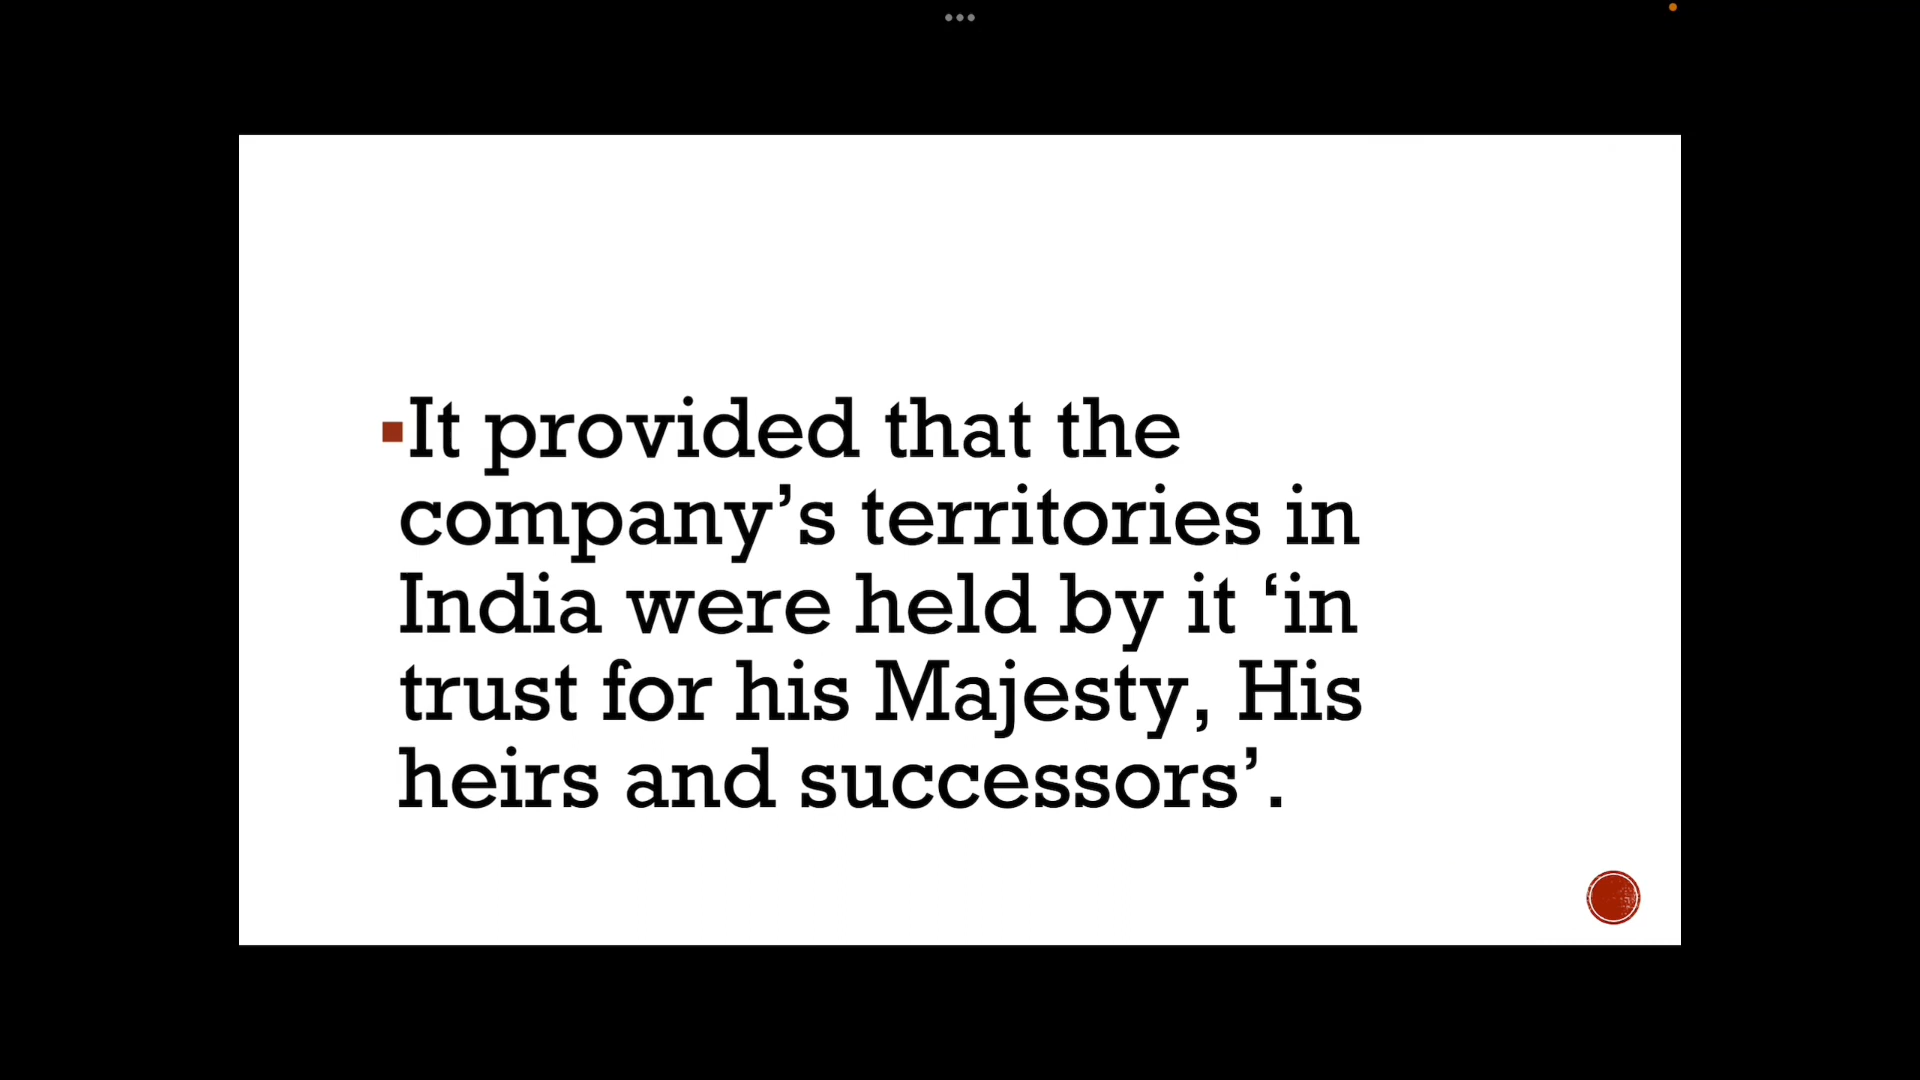 ▪It provided that the
company’s territories in
India were held by it ‘in
trust for his Majesty, His
heirs and successors’.